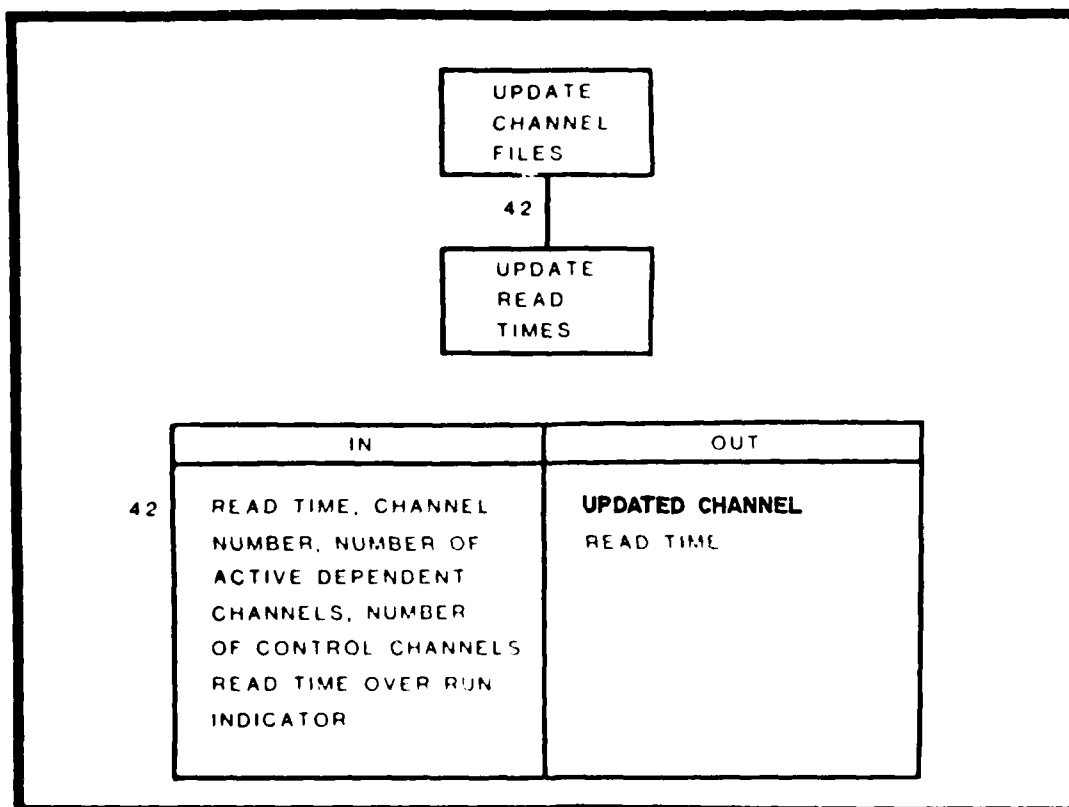 UPDATE
CHANNEL
FILES
42
UPDATE
READ
TIMES
IN
OUT
42
READ TIME, CHANNEL
NUMBER, NUMBER OF
ACTIVE DEPENDENT
CHANNELS, NUMBER
OF CONTROL CHANNELS
READ TIME OVER RUN
INDICATOR
UPDATED CHANNEL
READ TIME